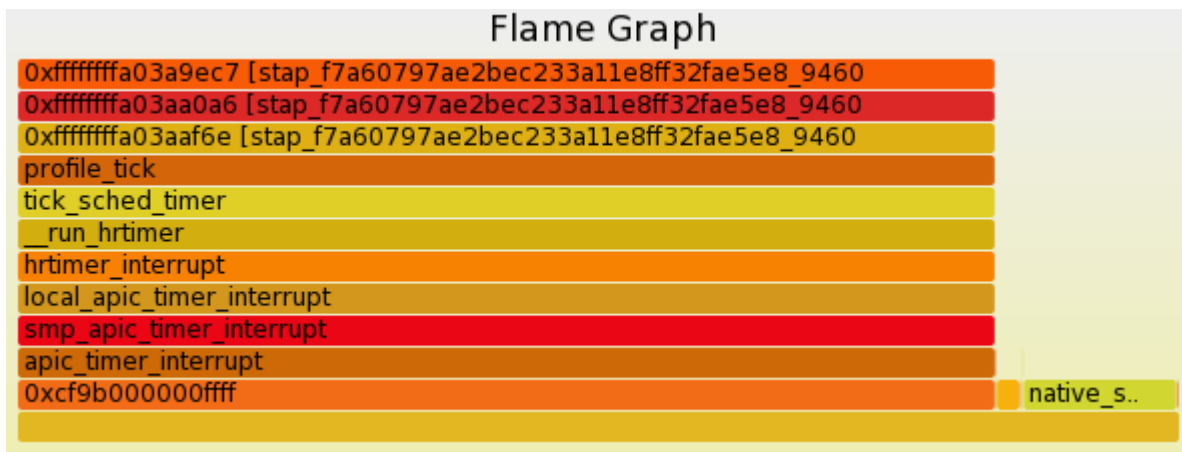 Flame Graph
0xffffffffa03a9ec7 [stap_f7a60797ae2bec233a11e8ff32fae5e8_9460
0xffffffffa03aa0a6 [stap_f7a60797ae2bec233a11e8ff32fae5e8_9460
0xffffffffa03aaf6e [stap_f7a60797ae2bec233a11e8ff32fae5e8_9460
profile_tick
tick_sched_timer
__run_hrtimer
hrtimer_interrupt
local_apic_timer_interrupt
smp_apic_timer_interrupt
apic_timer_interrupt
0xcf9b000000ffff native_s..